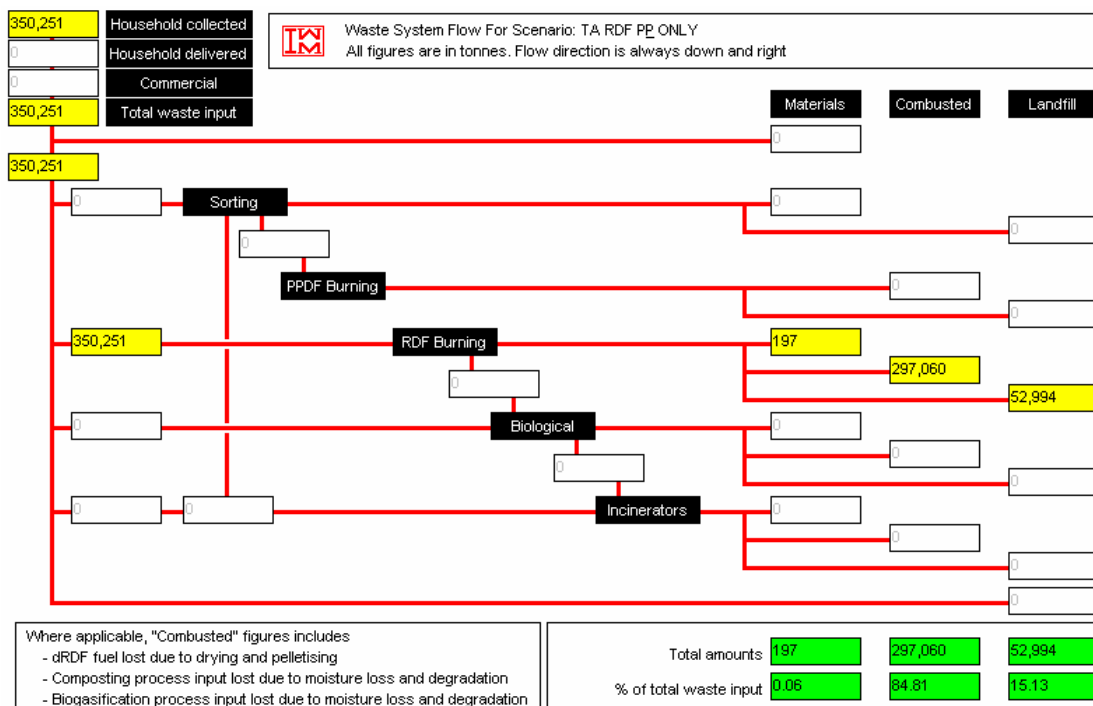 350,251 Household collected
0 Household delivered
0 Commercial
350,251 Total waste input
IWM
Waste System Flow For Scenario: TA RDF PP ONLY
All figures are in tonnes. Flow direction is always down and right
Materials Combusted Landfill
0
350,251
0 Sorting 0
0
0
PPDF Burning 0
0
350,251 RDF Burning 197
297,060
0
52,994
0 Biological 0
0
0
0
0 0 Incinerators 0
0
0
0
Where applicable, "Combusted" figures includes
- dRDF fuel lost due to drying and pelletising
- Composting process input lost due to moisture loss and degradation
- Biogasification process input lost due to moisture loss and degradation
Total amounts 197 297,060 52,994
% of total waste input 0.06 84.81 15.13